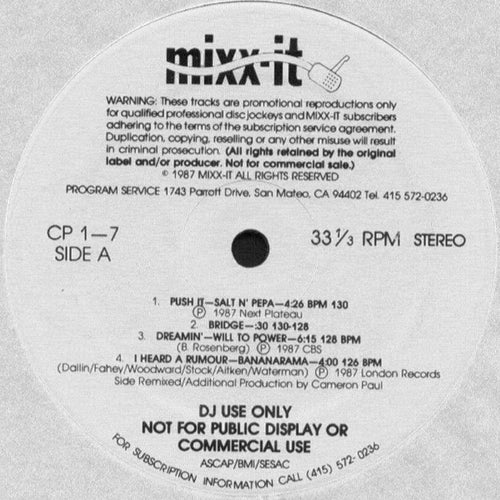 mixx-it
WARNING: These tracks are promotional reproductions only
for qualified professional disc jockeys and MIXX-IT subscribers
adhering to the terms of the subscription service agreement.
Duplication, copying, reselling or any other misuse will result
in criminal prosecution. (All rights retained by the original
label and/or producer. Not for commercial sale.)
© 1987 MIXX-IT ALL RIGHTS RESERVED
PROGRAM SERVICE 1743 Parrott Drive, San Mateo, CA 94402 Tel. 415 572-0236
CP 1—7
SIDE A
33 1/3 RPM STEREO
1. PUSH IT—SALT N' PEPA—4:26 BPM 130
Ⓟ 1987 Next Plateau
2. BRIDGE—:30 130-128
3. DREAMIN'—WILL TO POWER—6:15 128 BPM
(B. Rosenberg) Ⓟ 1987 CBS
4. I HEARD A RUMOUR—BANANARAMA—4:00 126 BPM
(Dallin/Fahey/Woodward/Stock/Aitken/Waterman) Ⓟ 1987 London Records
Side Remixed/Additional Production by Cameron Paul
DJ USE ONLY
NOT FOR PUBLIC DISPLAY OR
COMMERCIAL USE
ASCAP/BMI/SESAC
FOR SUBSCRIPTION INFORMATION CALL (415) 572-0236